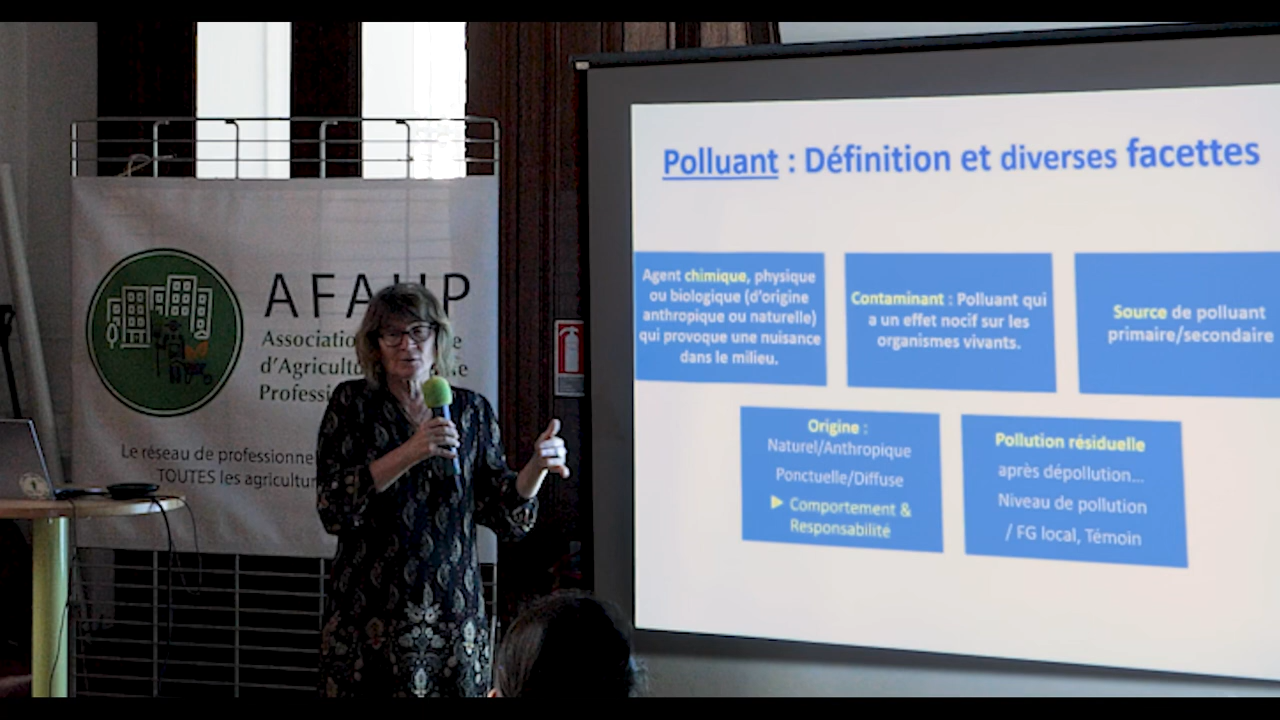 AFAUP
Association
d'Agricultu
Professi
Le réseau de professionnel
TOUTES les agricultur
Polluant : Définition et diverses facettes
Agent chimique, physique
ou biologique (d'origine
anthropique ou naturelle)
qui provoque une nuisance
dans le milieu.
Contaminant : Polluant qui
a un effet nocif sur les
organismes vivants.
Source de polluant
primaire/secondaire
Origine :
Naturel/Anthropique
Ponctuelle/Diffuse
Comportement &
Responsabilité
Pollution résiduelle
après dépollution...
Niveau de pollution
/ FG local, Témoin